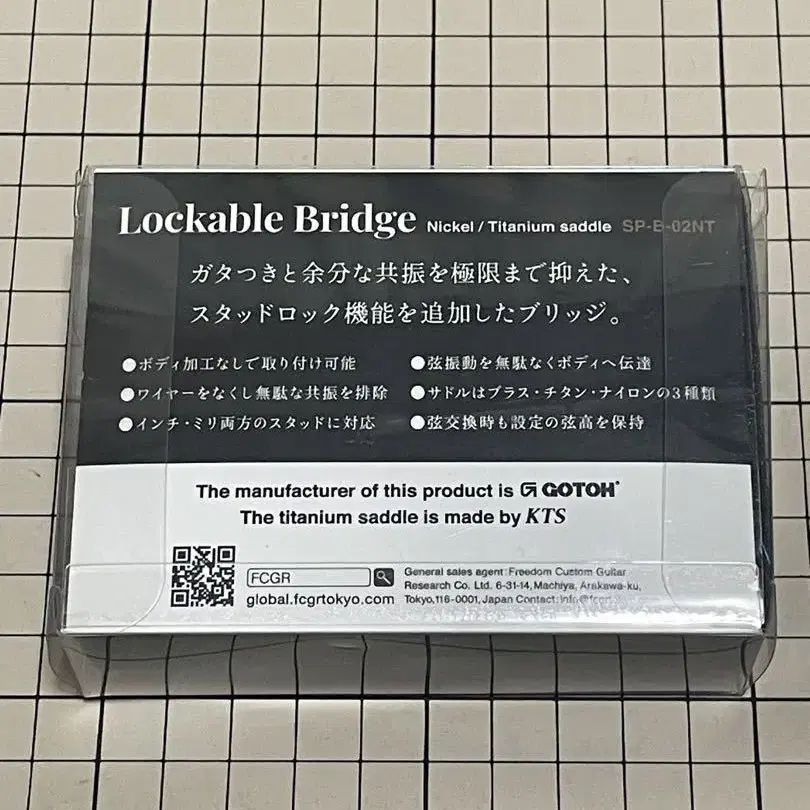 Lockable Bridge Nickel / Titanium saddle SP-B-02NT
ガタつきと余分な共振を極限まで抑えた、
スタッドロック機能を追加したブリッジ。
●ボディ加工なしで取り付け可能
●ワイヤーをなくし無駄な共振を排除
●インチ・ミリ両方のスタッドに対応
●弦振動を無駄なくボディへ伝達
●サドルはブラス・チタン・ナイロンの3種類
●弦交換時も設定の弦高を保持
The manufacturer of this product is GOTOH®
The titanium saddle is made by KTS
FCGR
global.fcgrtokyo.com
General sales agent:Freedom Custom Guitar
Research Co. Ltd. 6-31-14, Machiya, Arakawa-ku,
Tokyo,116-0001, Japan Contact: